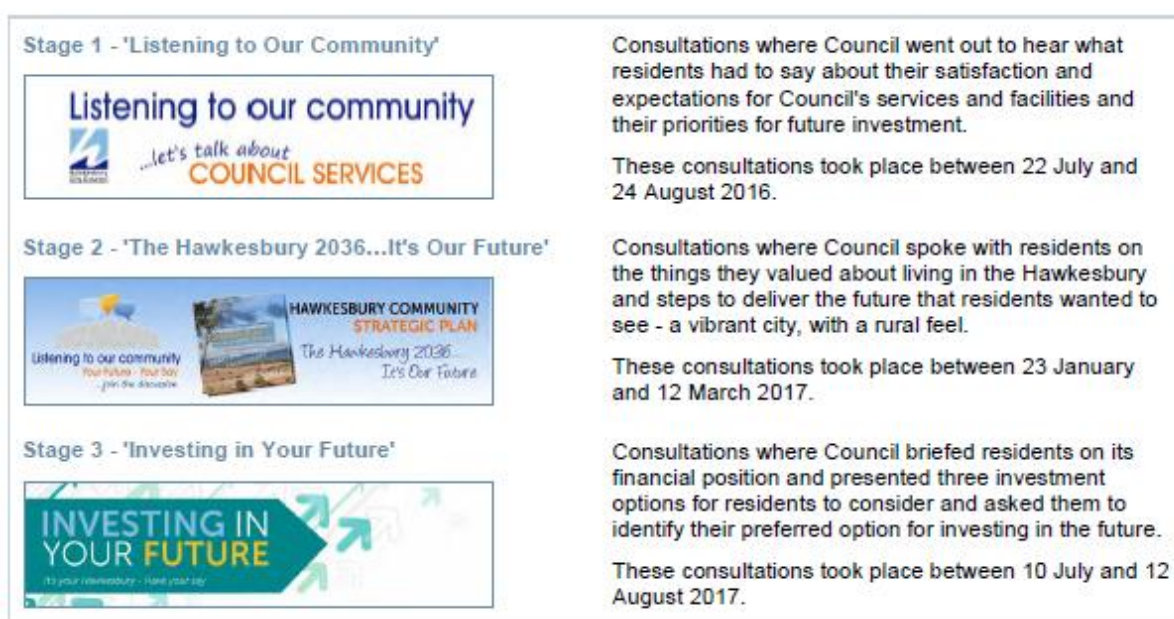 Stage 1 - 'Listening to Our Community'
Listening to our community
...let's talk about
COUNCIL SERVICES
Consultations where Council went out to hear what
residents had to say about their satisfaction and
expectations for Council's services and facilities and
their priorities for future investment.
These consultations took place between 22 July and
24 August 2016.
Stage 2 - 'The Hawkesbury 2036...It's Our Future'
Listening to our community
Your Future - Your Say
...join the discussion
HAWKESBURY COMMUNITY
STRATEGIC PLAN
The Hawkesbury 2036...
It's Our Future
Consultations where Council spoke with residents on
the things they valued about living in the Hawkesbury
and steps to deliver the future that residents wanted to
see - a vibrant city, with a rural feel.
These consultations took place between 23 January
and 12 March 2017.
Stage 3 - 'Investing in Your Future'
INVESTING IN
YOUR FUTURE
It's your Hawkesbury - Have your say
Consultations where Council briefed residents on its
financial position and presented three investment
options for residents to consider and asked them to
identify their preferred option for investing in the future.
These consultations took place between 10 July and 12
August 2017.